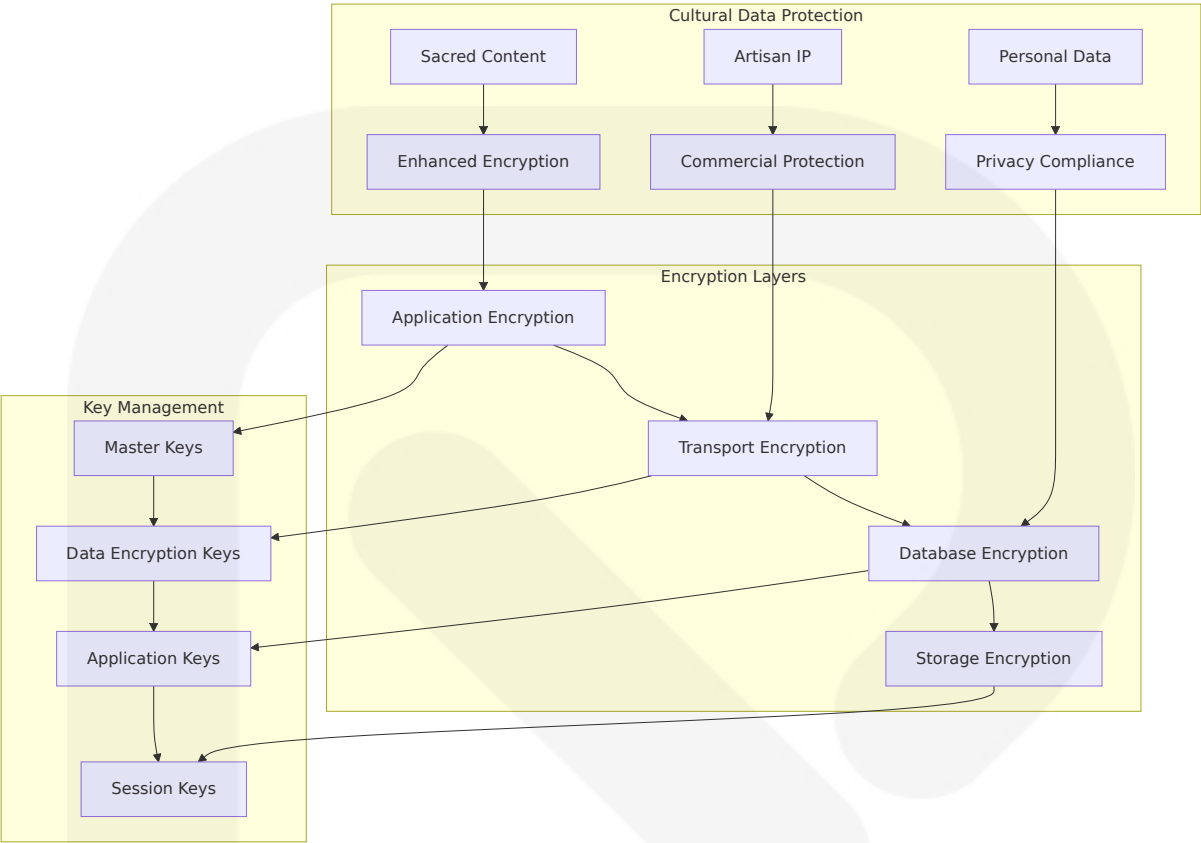 Cultural Data Protection
Sacred Content
Artisan IP
Personal Data
Enhanced Encryption
Commercial Protection
Privacy Compliance
Encryption Layers
Application Encryption
Key Management
Master Keys
Transport Encryption
Data Encryption Keys
Database Encryption
Application Keys
Storage Encryption
Session Keys